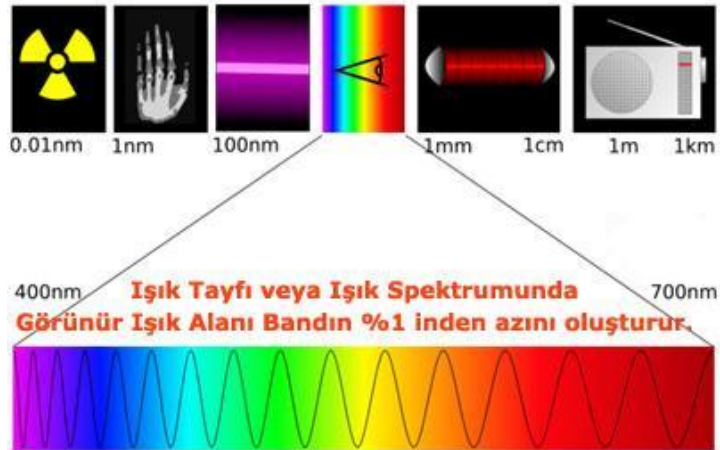 0.01nm 1nm 100nm 1mm 1cm 1m 1km
400nm Işık Tayfı veya Işık Spektrumunda 700nm
Görünür Işık Alanı Bandın %1 inden azını oluşturur.